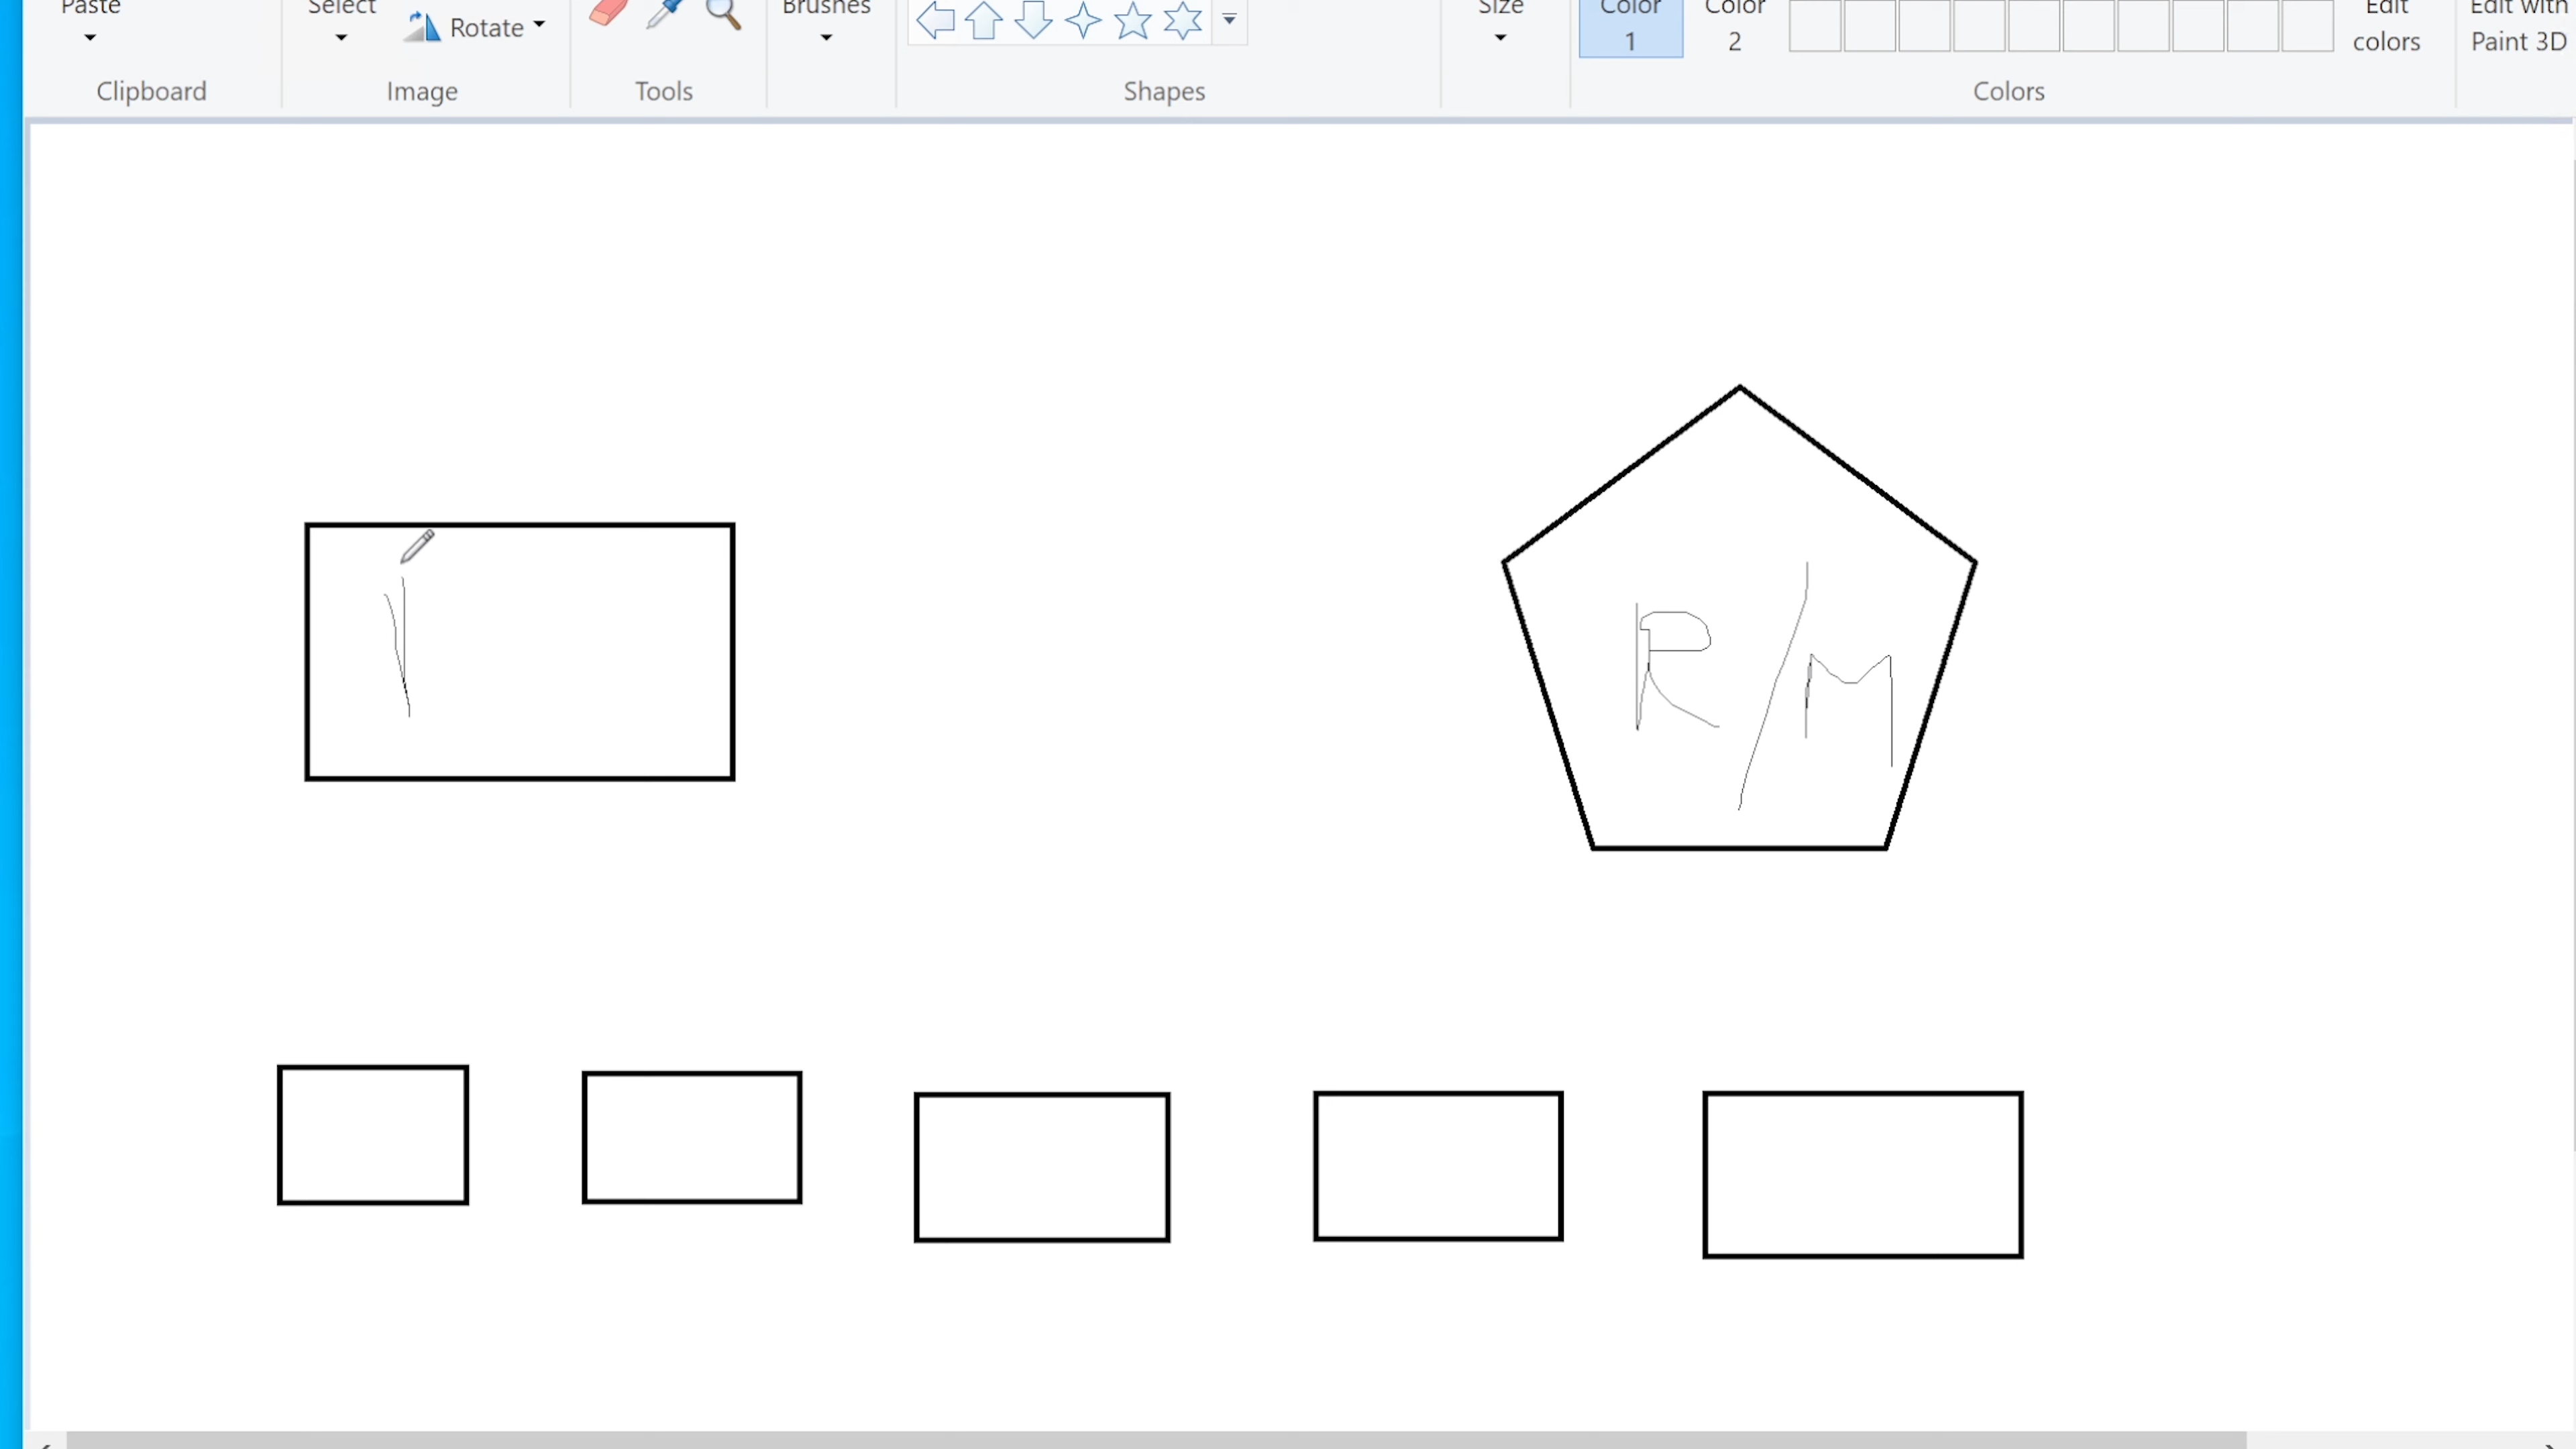 Paste Select Rotate Brushes Size Color 1 Color 2 Edit colors Edit with Paint 3D
Clipboard Image Tools Shapes Colors
R/M